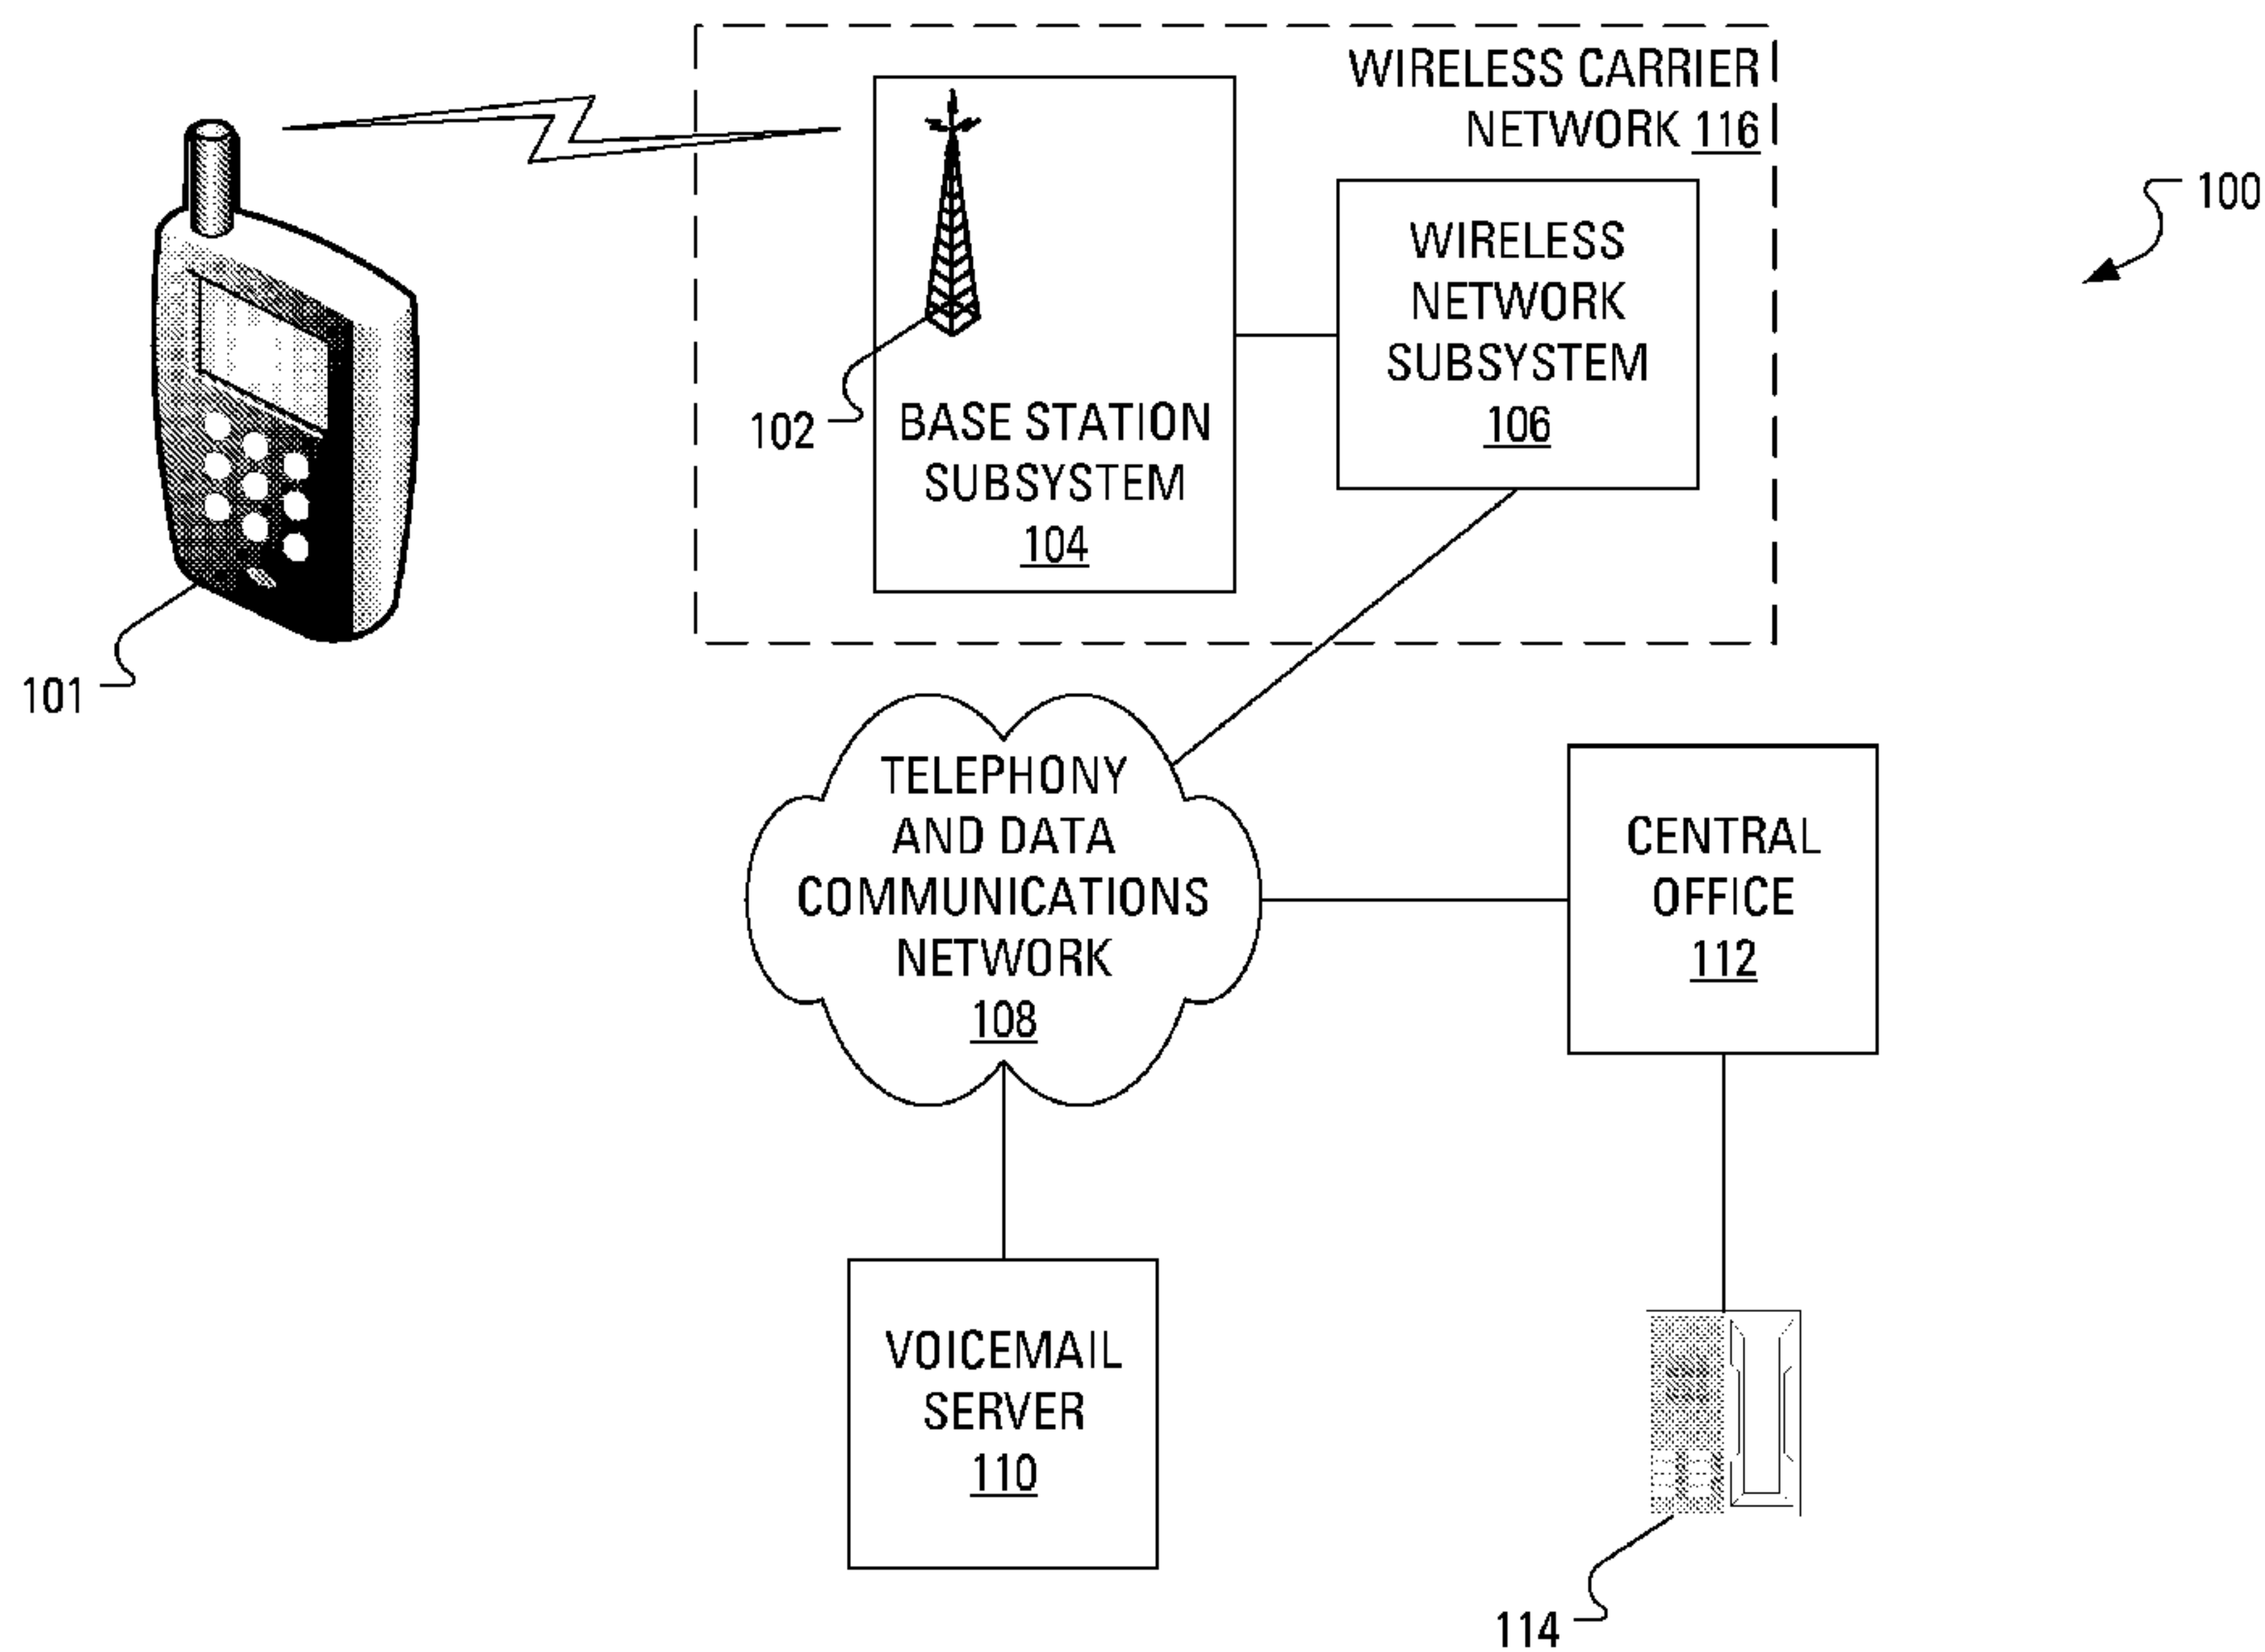 WIRELESS CARRIER
NETWORK 116
100
WIRELESS
NETWORK
SUBSYSTEM
106
102
BASE STATION
SUBSYSTEM
104
101
TELEPHONY
AND DATA
COMMUNICATIONS
NETWORK
108
CENTRAL
OFFICE
112
VOICEMAIL
SERVER
110
114